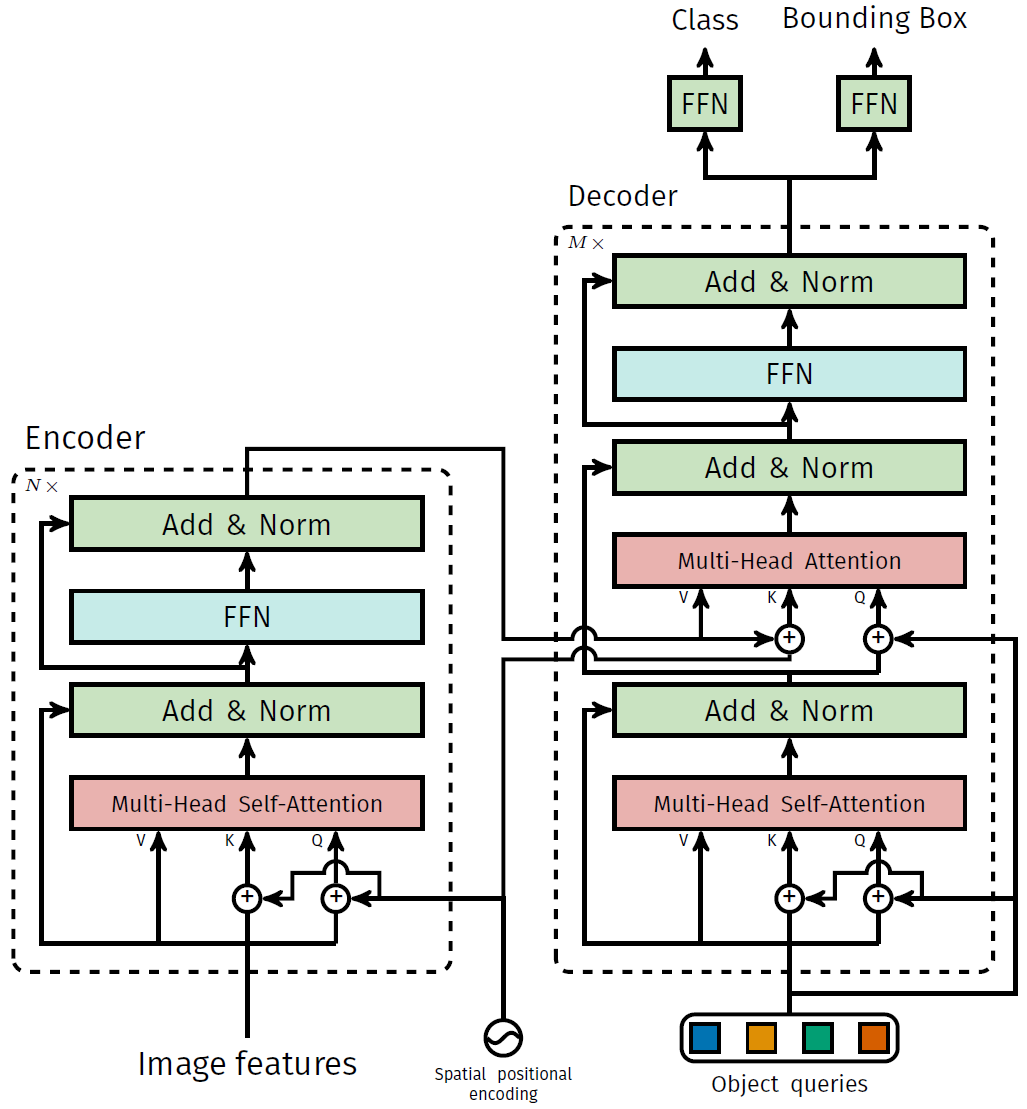 Class
Bounding Box
FFN
FFN
Decoder
M ×
Add & Norm
FFN
Add & Norm
Multi-Head Attention
V
K
Q
+
+
Add & Norm
Multi-Head Self-Attention
V
K
Q
+
+
Object queries
Encoder
N ×
Add & Norm
FFN
Add & Norm
Multi-Head Self-Attention
V
K
Q
+
+
Image features
Spatial positional
encoding